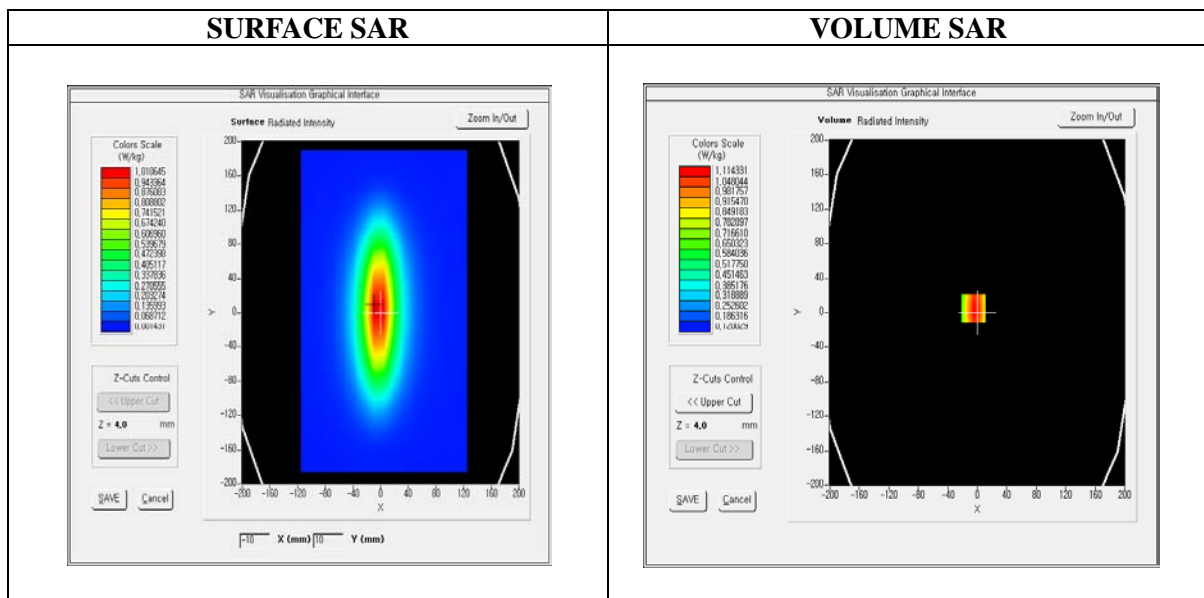 SURFACE SAR
VOLUME SAR
SAR Visualisation Graphical Interface
Surface Radiated Intensity
Zoom In/Out
Colors Scale
(W/kg)
1,010645
0,943364
0,876083
0,808802
0,741521
0,674240
0,606960
0,539679
0,472398
0,405117
0,337836
0,270555
0,203274
0,135993
0,068712
0,001431
Z-Cuts Control
<< Upper Cut
Z = 4,0 mm
Lower Cut >>
SAVE Cancel
200
160
120
80
40
0
-40
-80
-120
-160
-200
Y
-200 -160 -120 -80 -40 0 40 80 120 160 200
X
-10 X (mm) 10 Y (mm)
SAR Visualisation Graphical Interface
Volume Radiated Intensity
Zoom In/Out
Colors Scale
(W/kg)
1,114331
1,048044
0,981757
0,915470
0,849183
0,782897
0,716610
0,650323
0,584036
0,517750
0,451463
0,385176
0,318889
0,252602
0,186316
0,120029
Z-Cuts Control
<< Upper Cut
Z = 4,0 mm
Lower Cut >>
SAVE Cancel
200
160
120
80
40
0
-40
-80
-120
-160
-200
Y
-200 -160 -120 -80 -40 0 40 80 120 160 200
X